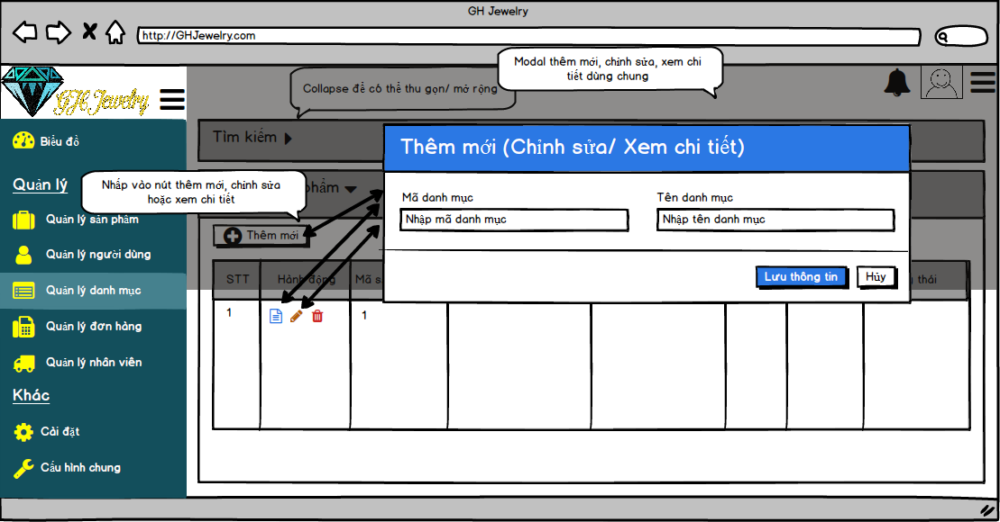 GH Jewelry
http://GHJewelry.com
Modal thêm mới, chỉnh sửa, xem chi
tiết dùng chung
Collapse để có thể thu gọn/ mở rộng
GH Jewelry
Biểu đồ
Tìm kiếm
Thêm mới (Chỉnh sửa/ Xem chi tiết)
Quản lý
Nhấp vào nút thêm mới, chỉnh sửa
hoặc xem chi tiết
phẩm
Mã danh mục
Tên danh mục
Nhập mã danh mục
Nhập tên danh mục
Quản lý sản phẩm
Thêm mới
Quản lý người dùng
STT
Hành động
Mã s
thái
Lưu thông tin
Hủy
Quản lý danh mục
1
1
Quản lý đơn hàng
Quản lý nhân viên
Khác
Cài đặt
Cấu hình chung